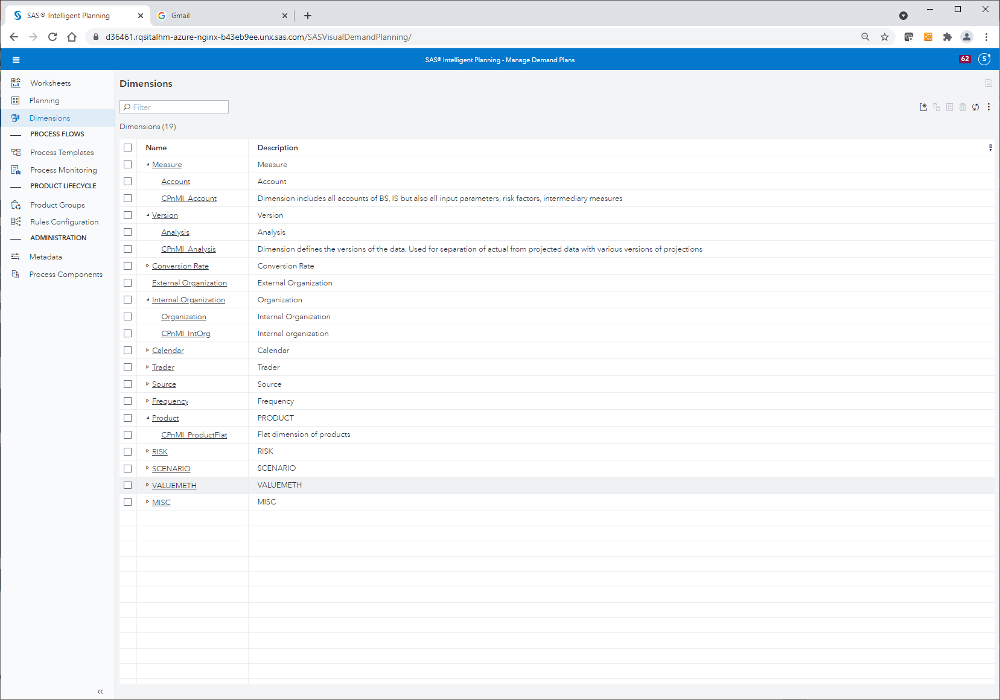 SAS® Intelligent Planning
Gmail
d36461.rqsitalhm-azure-nginx-b43eb9ee.unx.sas.com/SASVisualDemandPlanning/
SAS® Intelligent Planning - Manage Demand Plans
62
S
Worksheets
Planning
Dimensions
PROCESS FLOWS
Process Templates
Process Monitoring
PRODUCT LIFECYCLE
Product Groups
Rules Configuration
ADMINISTRATION
Metadata
Process Components
Dimensions
Filter
Dimensions (19)
Name Description
Measure Measure
Account Account
CPnMI_Account Dimension includes all accounts of BS, IS but also all input parameters, risk factors, intermediary measures
Version Version
Analysis Analysis
CPnMI_Analysis Dimension defines the versions of the data. Used for separation of actual from projected data with various versions of projections
Conversion Rate Conversion Rate
External Organization External Organization
Internal Organization Organization
Organization Internal Organization
CPnMI_IntOrg Internal organization
Calendar Calendar
Trader Trader
Source Source
Frequency Frequency
Product PRODUCT
CPnMI_ProductFlat Flat dimension of products
RISK RISK
SCENARIO SCENARIO
VALUEMETH VALUEMETH
MISC MISC